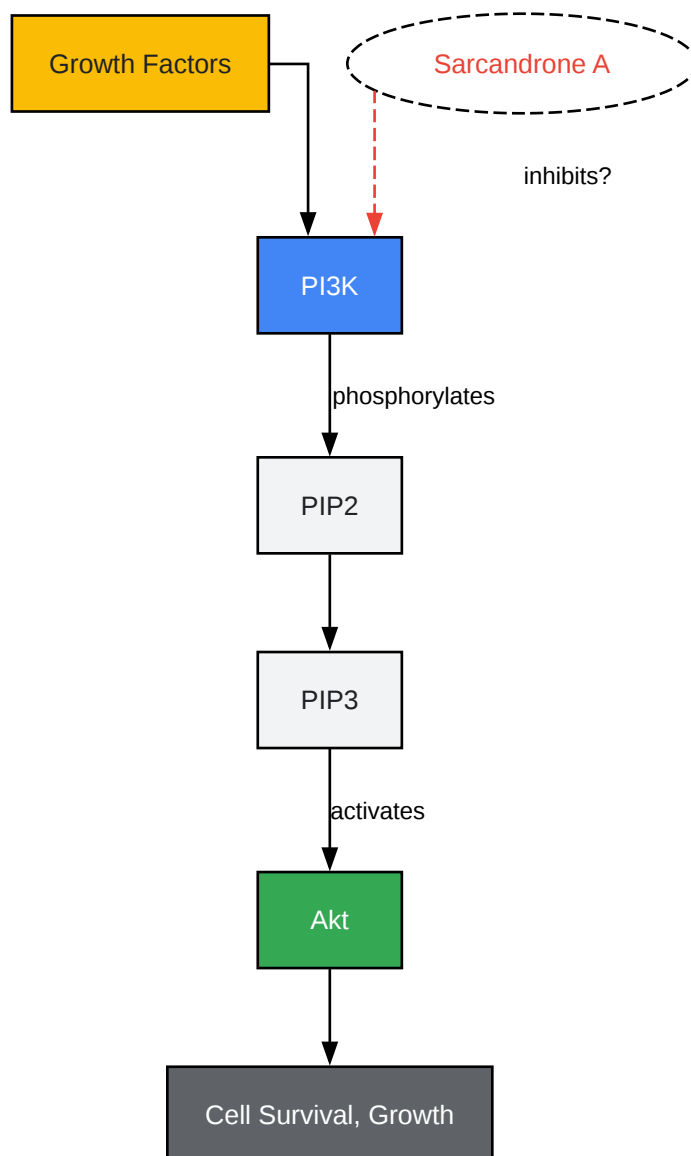 Growth Factors
Sarcandrone A
inhibits?
PI3K
phosphorylates
PIP2
PIP3
activates
Akt
Cell Survival, Growth